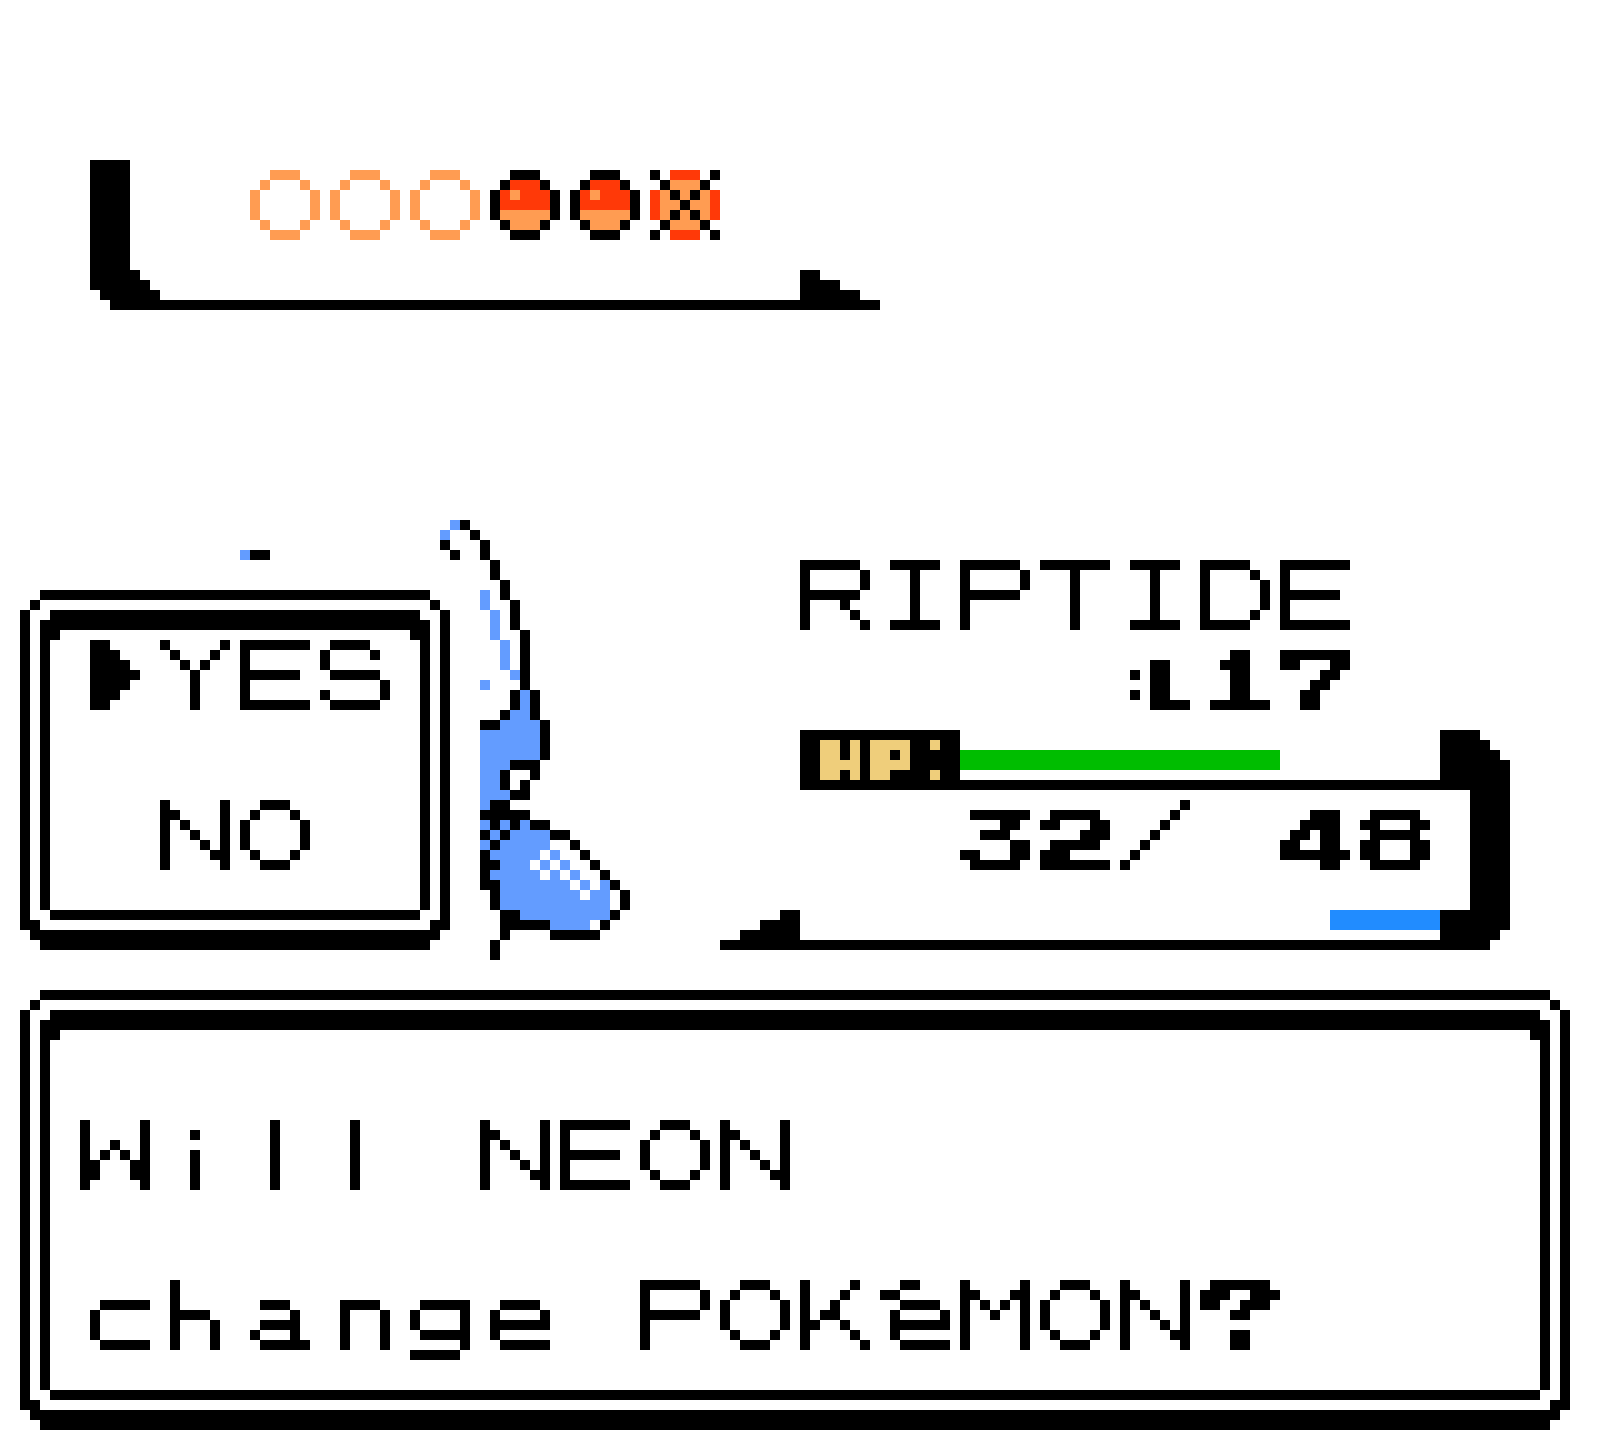 RIPTIDE
:L17
HP:
32/ 48
▶YES
NO
Will NEON
change POKéMON?